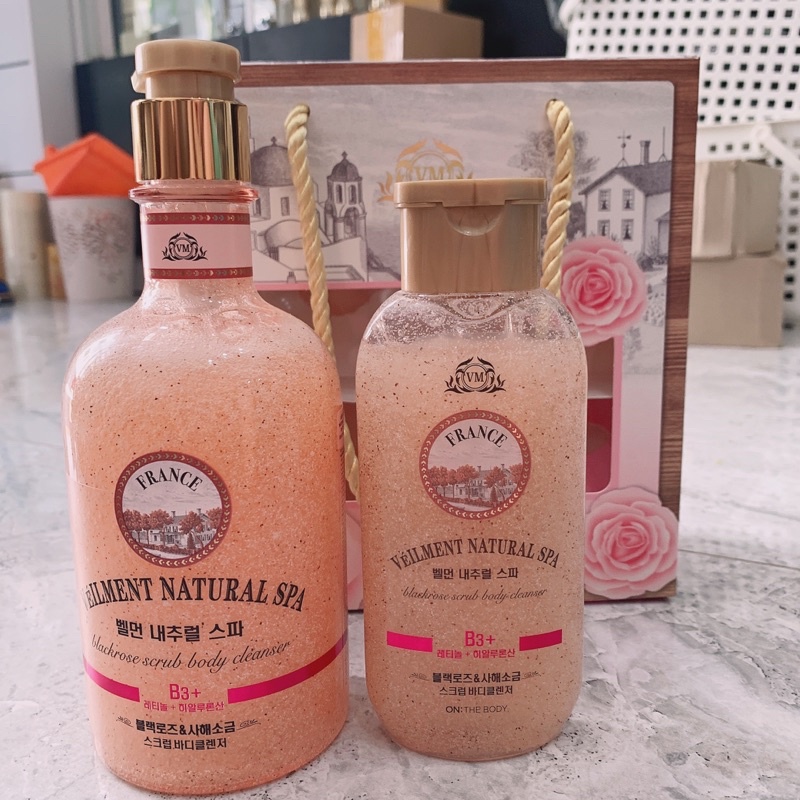 VM
VM
FRANCE
VEILMENT NATURAL SPA
벨먼 내추럴 스파
blackrose scrub body cleanser
B3+
레티놀 + 히알루론산
블랙로즈&사해소금
스크럽 바디클렌저
VM
FRANCE
VéILMENT NATURAL SPA
벨먼 내추럴 스파
blackrose scrub body cleanser
B3+
레티놀 + 히알루론산
블랙로즈&사해소금
스크럽 바디클렌저
ON: THE BODY.